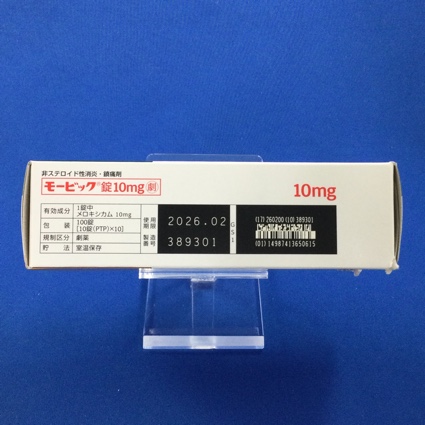 非ステロイド性消炎・鎮痛剤
モービック®錠10mg 劇
10mg
有効成分 1錠中
メロキシカム 10mg
包装 100錠
[10錠(PTP)×10]
規制区分 劇薬
貯法 室温保存
使用期限 2026.02
製造番号 389301
GS1
(17) 260200 (10) 389301
(01) 14987413650615